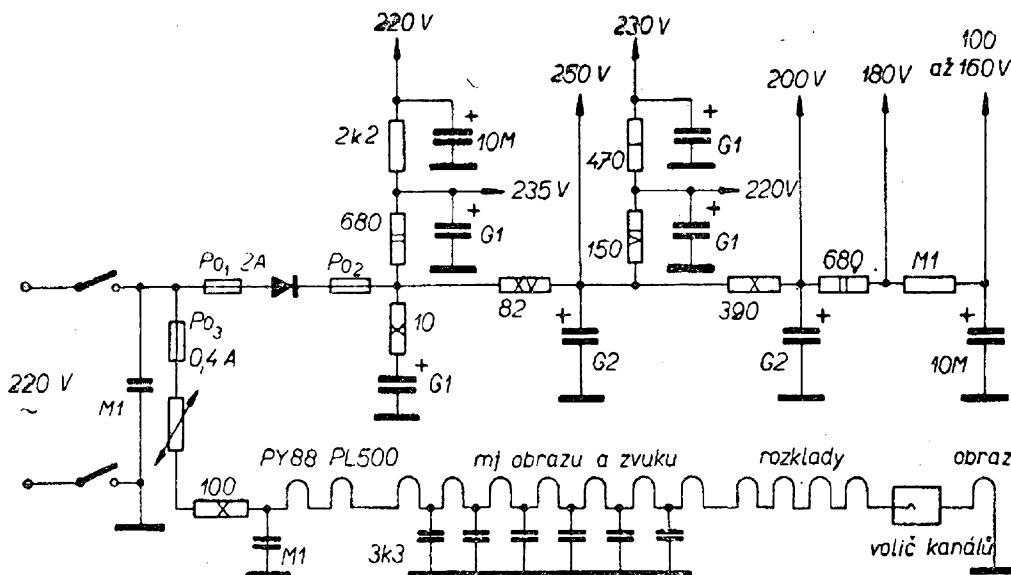 220 V
230 V
250 V
200 V
180 V
100
až 160 V
2k2
10M
470
G1
235 V
220V
680
G1
150
G1
Po1 2A
Po2
82
390
680
M1
Po3
0,4 A
10
G1
G2
G2
10M
220 V
~
M1
PY88 PL500
mf obrazu a zvuku
rozklady
obraz
100
M1
3k3
volič kanálů